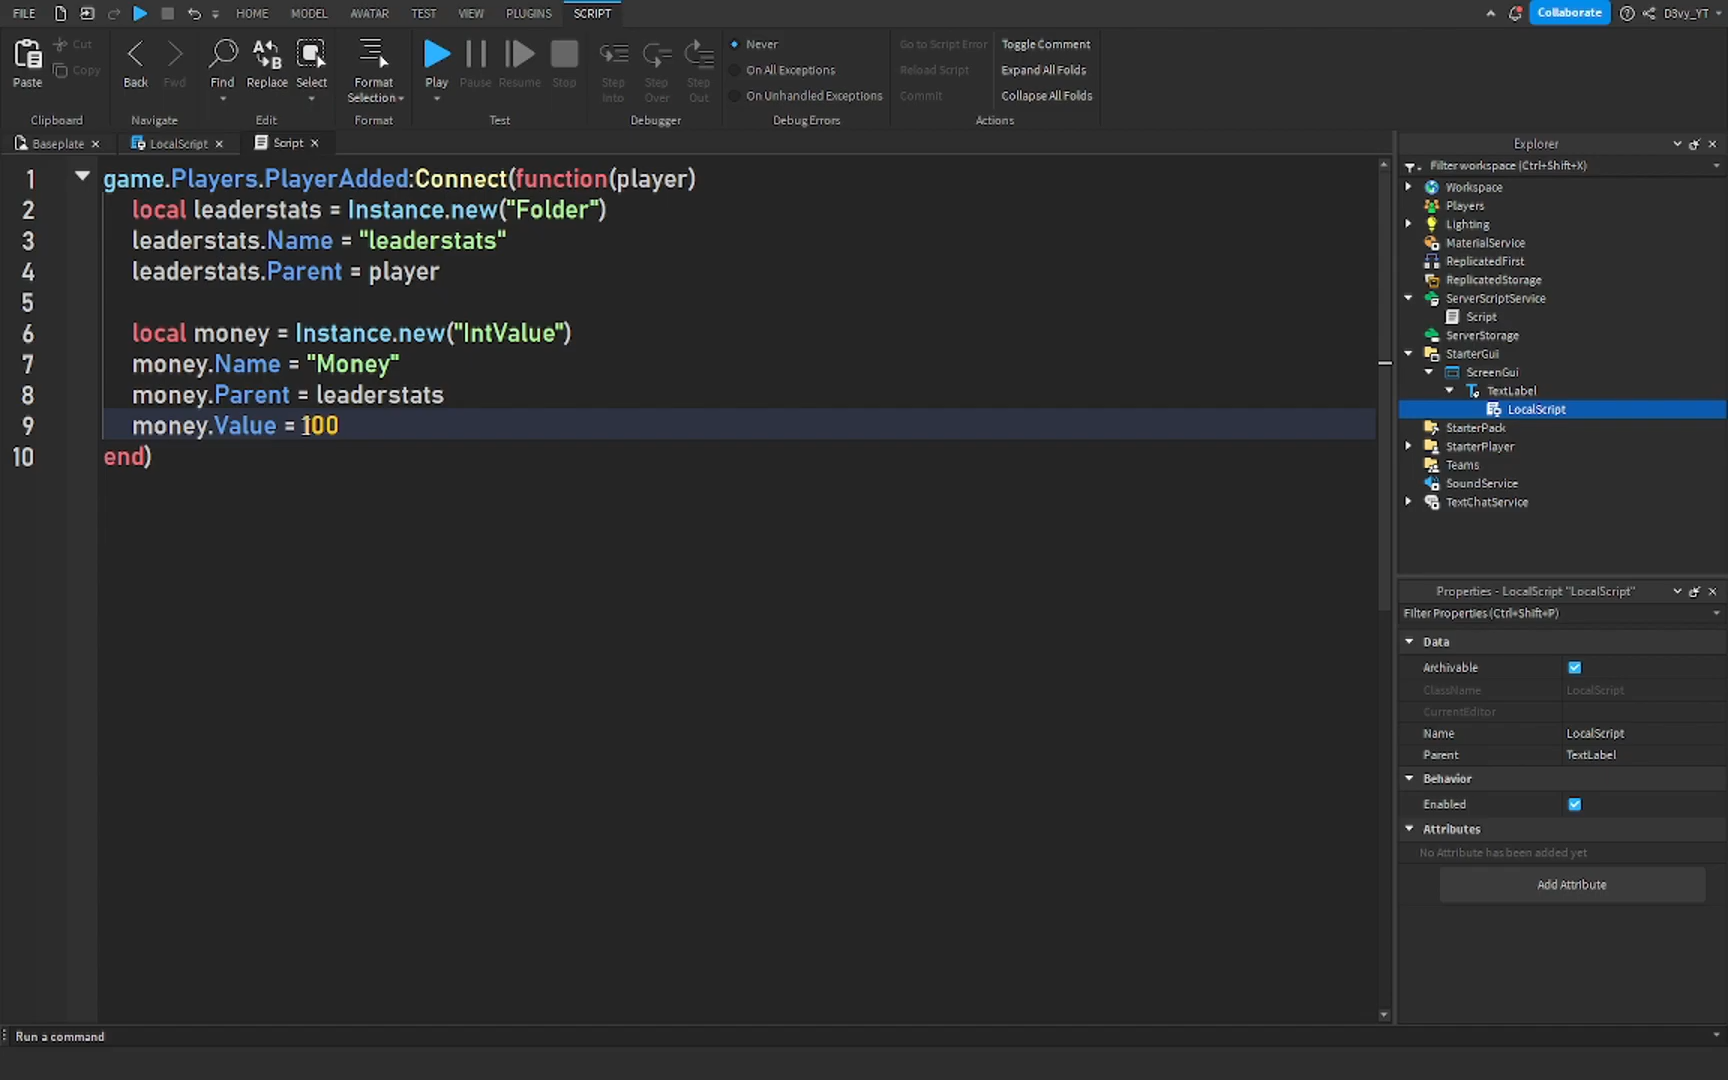 FILE HOME MODEL AVATAR TEST VIEW PLUGINS SCRIPT Collaborate D3vy_YT
Paste Cut Copy
Clipboard
Back Fwd
Navigate
Find Replace Select
Edit
Format Selection
Format
Play Pause Resume Stop
Test
Step Into Step Over Step Out
Debugger
Never
On All Exceptions
On Unhandled Exceptions
Debug Errors
Go to Script Error
Reload Script
Commit
Toggle Comment
Expand All Folds
Collapse All Folds
Actions
Baseplate LocalScript Script
1 game.Players.PlayerAdded:Connect(function(player)
2 local leaderstats = Instance.new("Folder")
3 leaderstats.Name = "leaderstats"
4 leaderstats.Parent = player
5
6 local money = Instance.new("IntValue")
7 money.Name = "Money"
8 money.Parent = leaderstats
9 money.Value = 100
10 end)
Explorer
Filter workspace (Ctrl+Shift+X)
Workspace
Players
Lighting
MaterialService
ReplicatedFirst
ReplicatedStorage
ServerScriptService
Script
ServerStorage
StarterGui
ScreenGui
TextLabel
LocalScript
StarterPack
StarterPlayer
Teams
SoundService
TextChatService
Properties - LocalScript "LocalScript"
Filter Properties (Ctrl+Shift+P)
Data
Archivable
ClassName LocalScript
CurrentEditor
Name LocalScript
Parent TextLabel
Behavior
Enabled
Attributes
No Attribute has been added yet
Add Attribute
Run a command